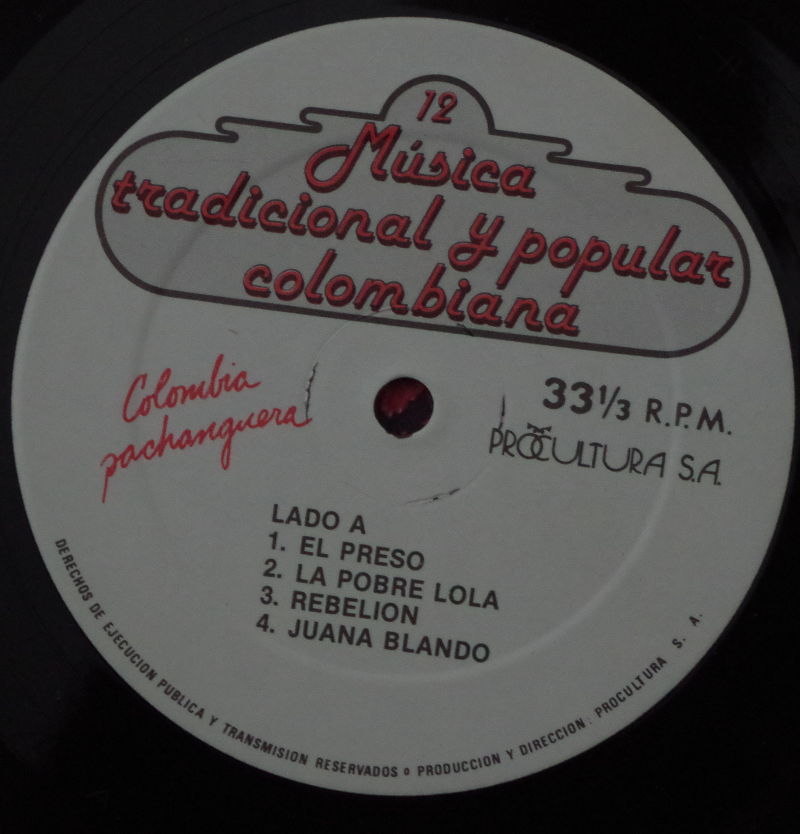 12
Música
tradicional y popular
colombiana
Colombia
pachanguera
33 1/3 R.P.M.
PROCULTURA S.A.
LADO A
1. EL PRESO
2. LA POBRE LOLA
3. REBELION
4. JUANA BLANDO
DERECHOS DE EJECUCION PUBLICA Y TRANSMISION RESERVADOS o PRODUCCION Y DIRECCION: PROCULTURA S. A.